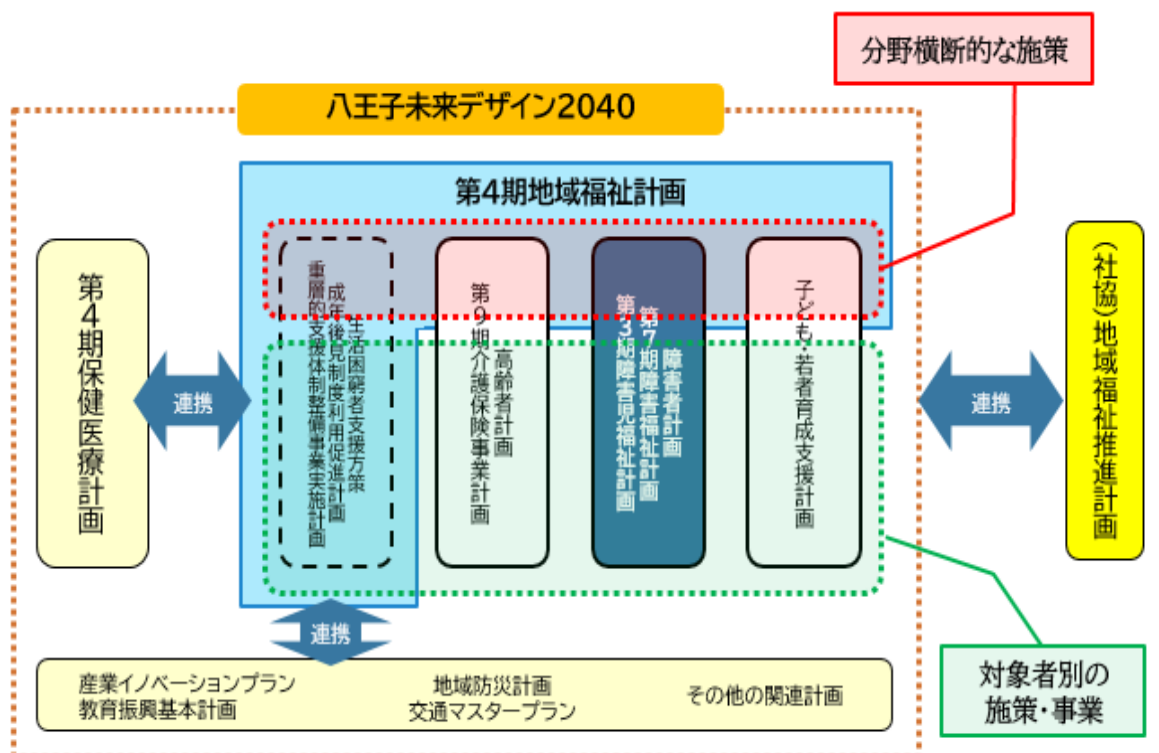 分野横断的な施策
八王子未来デザイン2040
第4期地域福祉計画
第4期保健医療計画
連携
生活困窮者支援方策
成年後見制度利用促進計画
重層的支援体制整備事業実施計画
高齢者計画
第9期介護保険事業計画
障害者計画
第7期障害福祉計画
第3期障害児福祉計画
子ども・若者育成支援計画
連携
(社協)地域福祉推進計画
連携
産業イノベーションプラン
教育振興基本計画
地域防災計画
交通マスタープラン
その他の関連計画
対象者別の
施策・事業